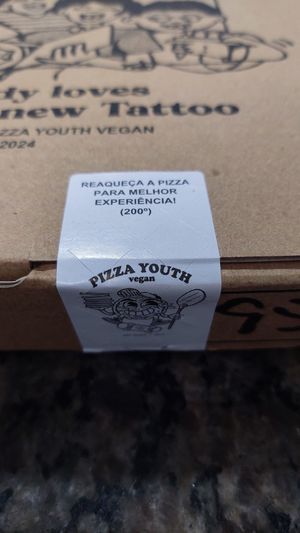 dy loves
new Tattoo
ZZA YOUTH VEGAN
2024
REAQUEÇA A PIZZA
PARA MELHOR
EXPERIÊNCIA!
(200º)
PIZZA YOUTH
vegan